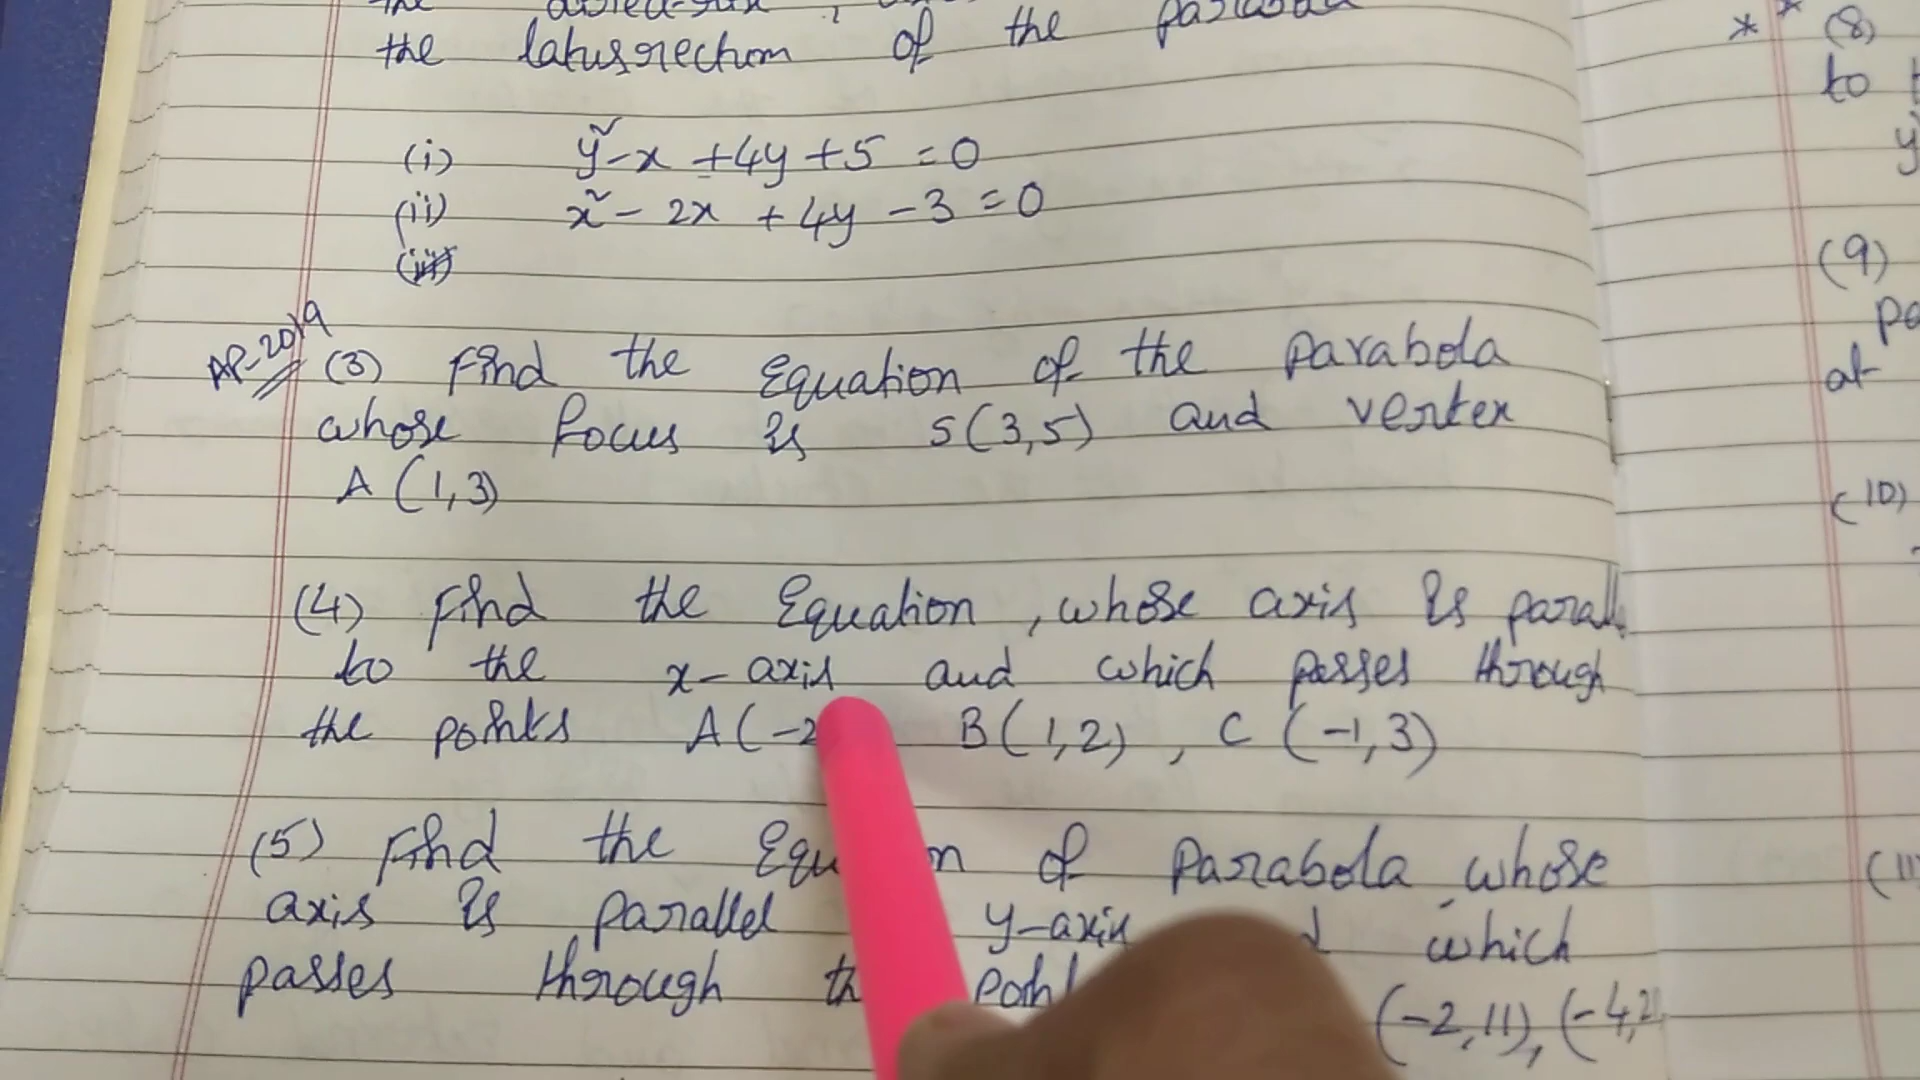 the latusrectum of the parabola
(i) y²-x+4y+5=0
(ii) x²-2x+4y-3=0
(iii)
AP-2019
(3) Find the Equation of the Parabola
whose focus is S(3,5) and vertex
A(1,3)
(4) Find the Equation, whose axis is
to the x-axis and which passes through
the points A(-2 B(1,2), C(-1,3)
(5) Find the of Parabola whose
axis is parallel y-axis which
passes through
(-2,11), (-4,2
* * (8)
to
y
(9)
at
(10)